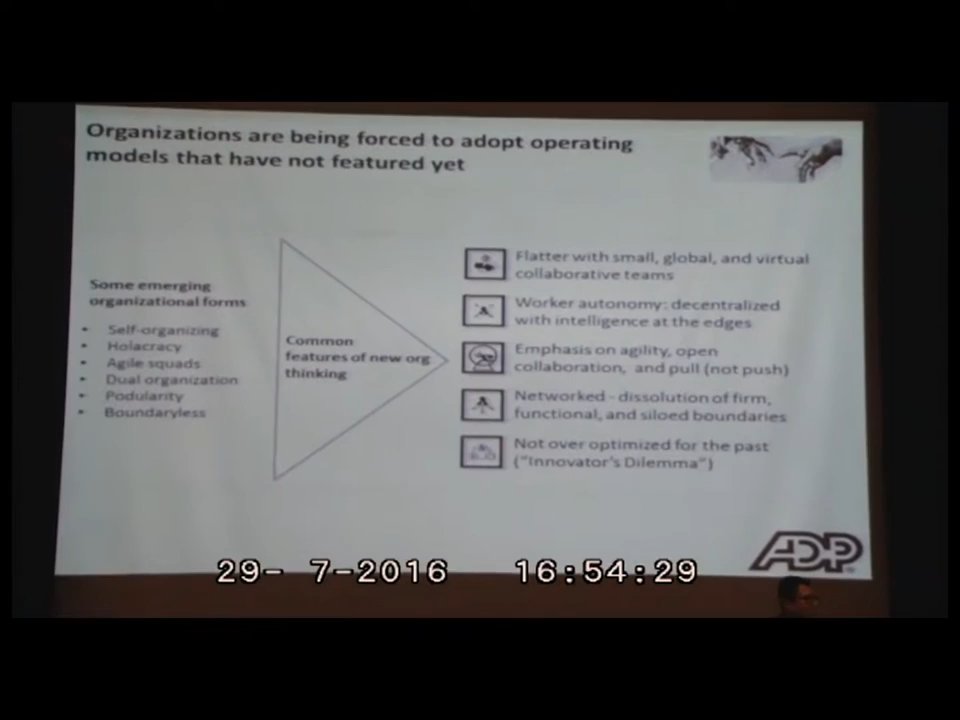 Organizations are being forced to adopt operating
models that have not featured yet
Some emerging
organizational forms
• Self-organizing
• Holacracy
• Agile squads
• Dual organization
• Podularity
• Boundaryless
Common
features of new org
thinking
Flatter with small, global, and virtual
collaborative teams
Worker autonomy: decentralized
with intelligence at the edges
Emphasis on agility, open
collaboration, and pull (not push)
Networked - dissolution of firm,
functional, and siloed boundaries
Not over optimized for the past
("Innovator's Dilemma")
ADP
29- 7-2016 16:54:29